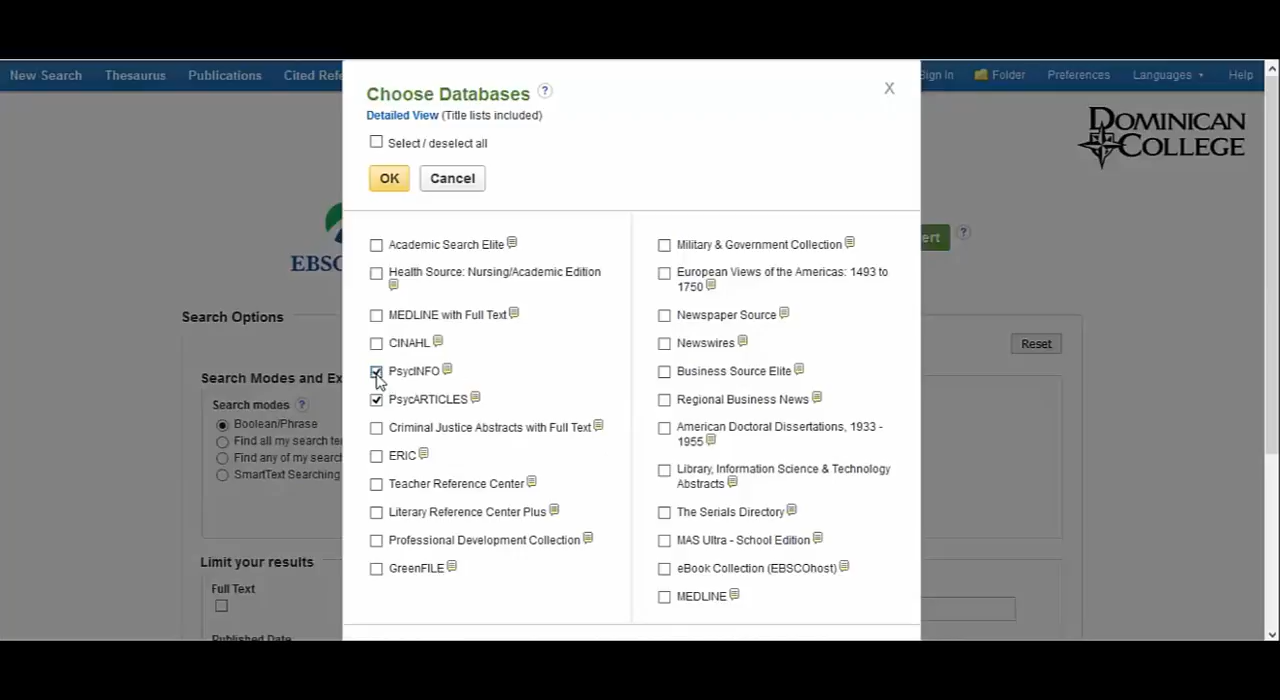 New Search Thesaurus Publications Cited Refe
Sign In Folder Preferences Languages Help
DOMINICAN
COLLEGE
Choose Databases ?
X
Detailed View (Title lists included)
Select / deselect all
OK Cancel
Academic Search Elite
Health Source: Nursing/Academic Edition
MEDLINE with Full Text
CINAHL
PsycINFO
PsycARTICLES
Criminal Justice Abstracts with Full Text
ERIC
Teacher Reference Center
Literary Reference Center Plus
Professional Development Collection
GreenFILE
Military & Government Collection
European Views of the Americas: 1493 to
1750
Newspaper Source
Newswires
Business Source Elite
Regional Business News
American Doctoral Dissertations, 1933 -
1955
Library, Information Science & Technology
Abstracts
The Serials Directory
MAS Ultra - School Edition
eBook Collection (EBSCOhost)
MEDLINE
EBSC
ert ?
Search Options
Reset
Search Modes and Ex
Search modes ?
Boolean/Phrase
Find all my search te
Find any of my search
SmartText Searching
Limit your results
Full Text
Published Date